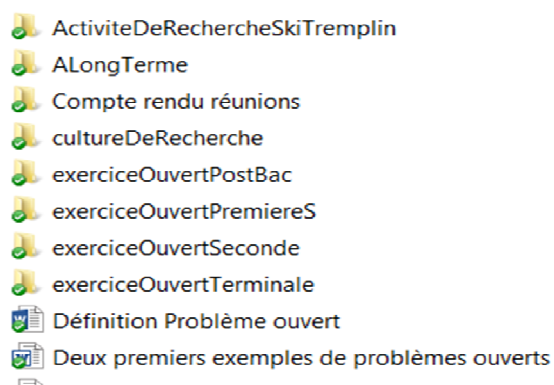 ActiviteDeRechercheSkiTremplin
ALongTerme
Compte rendu réunions
cultureDeRecherche
exerciceOuvertPostBac
exerciceOuvertPremiereS
exerciceOuvertSeconde
exerciceOuvertTerminale
Définition Problème ouvert
Deux premiers exemples de problèmes ouverts